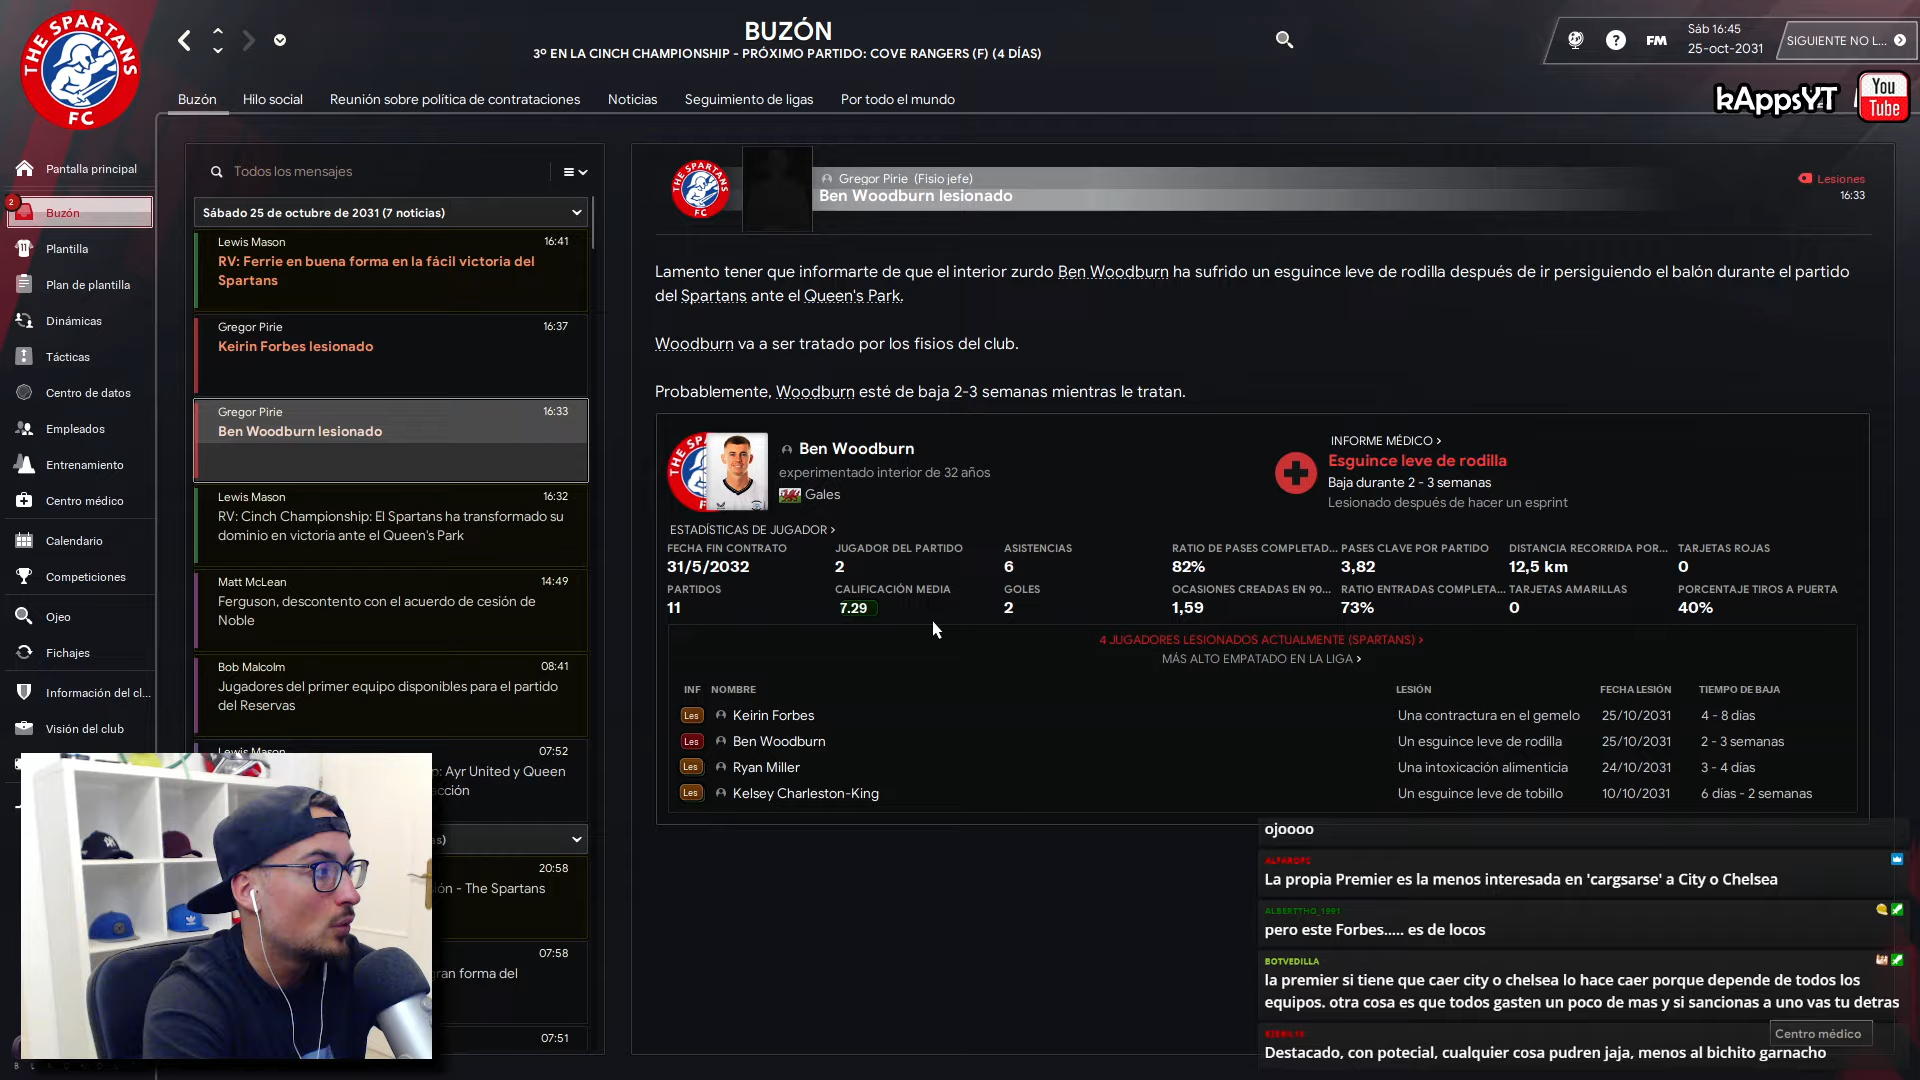 THE SPARTANS
FC
BUZÓN
3º EN LA CINCH CHAMPIONSHIP - PRÓXIMO PARTIDO: COVE RANGERS (F) (4 DÍAS)
FM
Sáb 16:45
25-oct-2031
SIGUIENTE NO L...
kAppsYT
You
Tube
Buzón
Hilo social
Reunión sobre política de contrataciones
Noticias
Seguimiento de ligas
Por todo el mundo
Pantalla principal
2
Buzón
Plantilla
Plan de plantilla
Dinámicas
Tácticas
Centro de datos
Empleados
Entrenamiento
Centro médico
Calendario
Competiciones
Ojeo
Fichajes
Información del cl...
Visión del club
Todos los mensajes
Sábado 25 de octubre de 2031 (7 noticias)
Lewis Mason
16:41
RV: Ferrie en buena forma en la fácil victoria del
Spartans
Gregor Pirie
16:37
Keirin Forbes lesionado
Gregor Pirie
16:33
Ben Woodburn lesionado
Lewis Mason
16:32
RV: Cinch Championship: El Spartans ha transformado su
dominio en victoria ante el Queen's Park
Matt McLean
14:49
Ferguson, descontento con el acuerdo de cesión de
Noble
Bob Malcolm
08:41
Jugadores del primer equipo disponibles para el partido
del Reservas
Lewis Mason
07:52
: Ayr United y Queen
acción
s)
20:58
ión - The Spartans
07:58
gran forma del
07:51
THE SPARTANS
FC
Gregor Pirie (Fisio jefe)
Ben Woodburn lesionado
Lesiones
16:33
Lamento tener que informarte de que el interior zurdo Ben Woodburn ha sufrido un esguince leve de rodilla después de ir persiguiendo el balón durante el partido
del Spartans ante el Queen's Park.
Woodburn va a ser tratado por los fisios del club.
Probablemente, Woodburn esté de baja 2-3 semanas mientras le tratan.
Ben Woodburn
experimentado interior de 32 años
Gales
INFORME MÉDICO
Esguince leve de rodilla
Baja durante 2 - 3 semanas
Lesionado después de hacer un esprint
ESTADÍSTICAS DE JUGADOR
FECHA FIN CONTRATO
JUGADOR DEL PARTIDO
ASISTENCIAS
RATIO DE PASES COMPLETAD...
PASES CLAVE POR PARTIDO
DISTANCIA RECORRIDA POR...
TARJETAS ROJAS
31/5/2032
2
6
82%
3,82
12,5 km
0
PARTIDOS
CALIFICACIÓN MEDIA
GOLES
OCASIONES CREADAS EN 90...
RATIO ENTRADAS COMPLETA...
TARJETAS AMARILLAS
PORCENTAJE TIROS A PUERTA
11
7.29
2
1,59
73%
0
40%
4 JUGADORES LESIONADOS ACTUALMENTE (SPARTANS)
MÁS ALTO EMPATADO EN LA LIGA
INF
NOMBRE
LESIÓN
FECHA LESIÓN
TIEMPO DE BAJA
Les
Keirin Forbes
Una contractura en el gemelo
25/10/2031
4 - 8 días
Les
Ben Woodburn
Un esguince leve de rodilla
25/10/2031
2 - 3 semanas
Les
Ryan Miller
Una intoxicación alimenticia
24/10/2031
3 - 4 días
Les
Kelsey Charleston-King
Un esguince leve de tobillo
10/10/2031
6 días - 2 semanas
ojoooo
ALFAROFC
La propia Premier es la menos interesada en 'cargsarse' a City o Chelsea
ALBERTTHO_1991
pero este Forbes..... es de locos
BOTVEDILLA
la premier si tiene que caer city o chelsea lo hace caer porque depende de todos los
equipos. otra cosa es que todos gasten un poco de mas y si sancionas a uno vas tu detras
Centro médico
Destacado, con potecial, cualquier cosa pudren jaja, menos al bichito garnacho